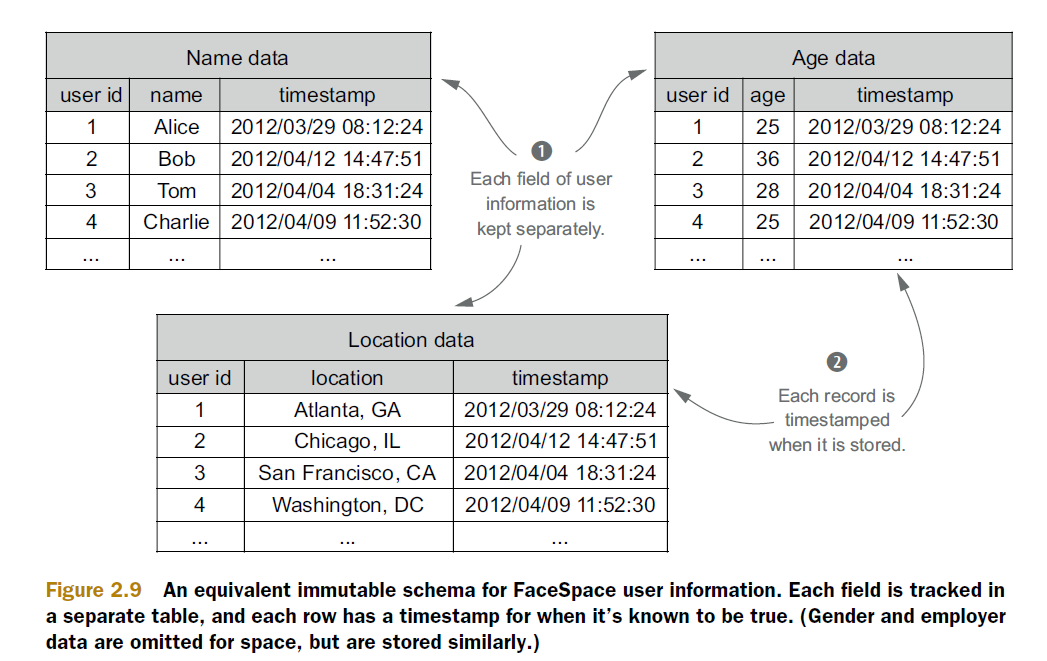 Name data
user id name timestamp
1 Alice 2012/03/29 08:12:24
2 Bob 2012/04/12 14:47:51
3 Tom 2012/04/04 18:31:24
4 Charlie 2012/04/09 11:52:30
... ... ...
Age data
user id age timestamp
1 25 2012/03/29 08:12:24
2 36 2012/04/12 14:47:51
3 28 2012/04/04 18:31:24
4 25 2012/04/09 11:52:30
... ... ...
1
Each field of user
information is
kept separately.
Location data
user id location timestamp
1 Atlanta, GA 2012/03/29 08:12:24
2 Chicago, IL 2012/04/12 14:47:51
3 San Francisco, CA 2012/04/04 18:31:24
4 Washington, DC 2012/04/09 11:52:30
... ... ...
2
Each record is
timestamped
when it is stored.
Figure 2.9 An equivalent immutable schema for FaceSpace user information. Each field is tracked in
a separate table, and each row has a timestamp for when it’s known to be true. (Gender and employer
data are omitted for space, but are stored similarly.)